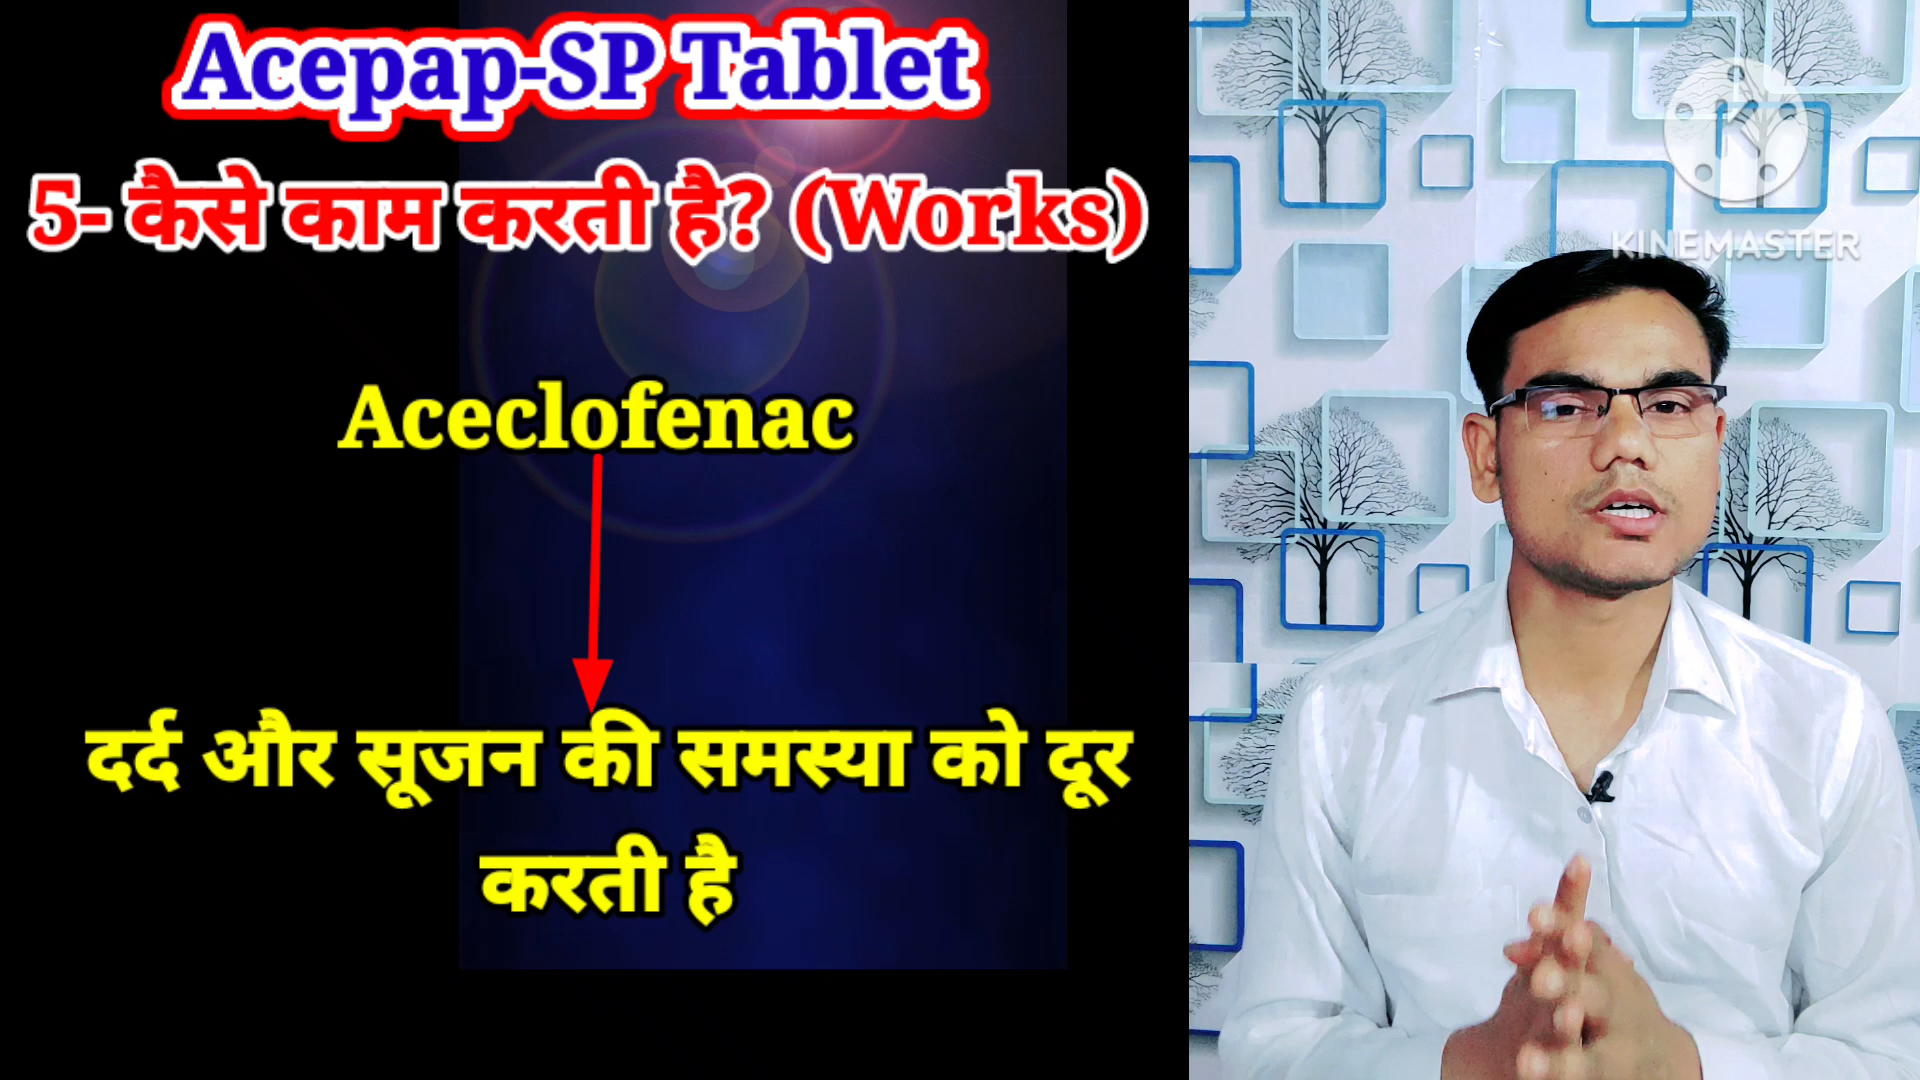 Acepap-SP Tablet
5- कैसे काम करती है? (Works)
KINEMASTER
Aceclofenac
दर्द और सूजन की समस्या को दूर
करती है